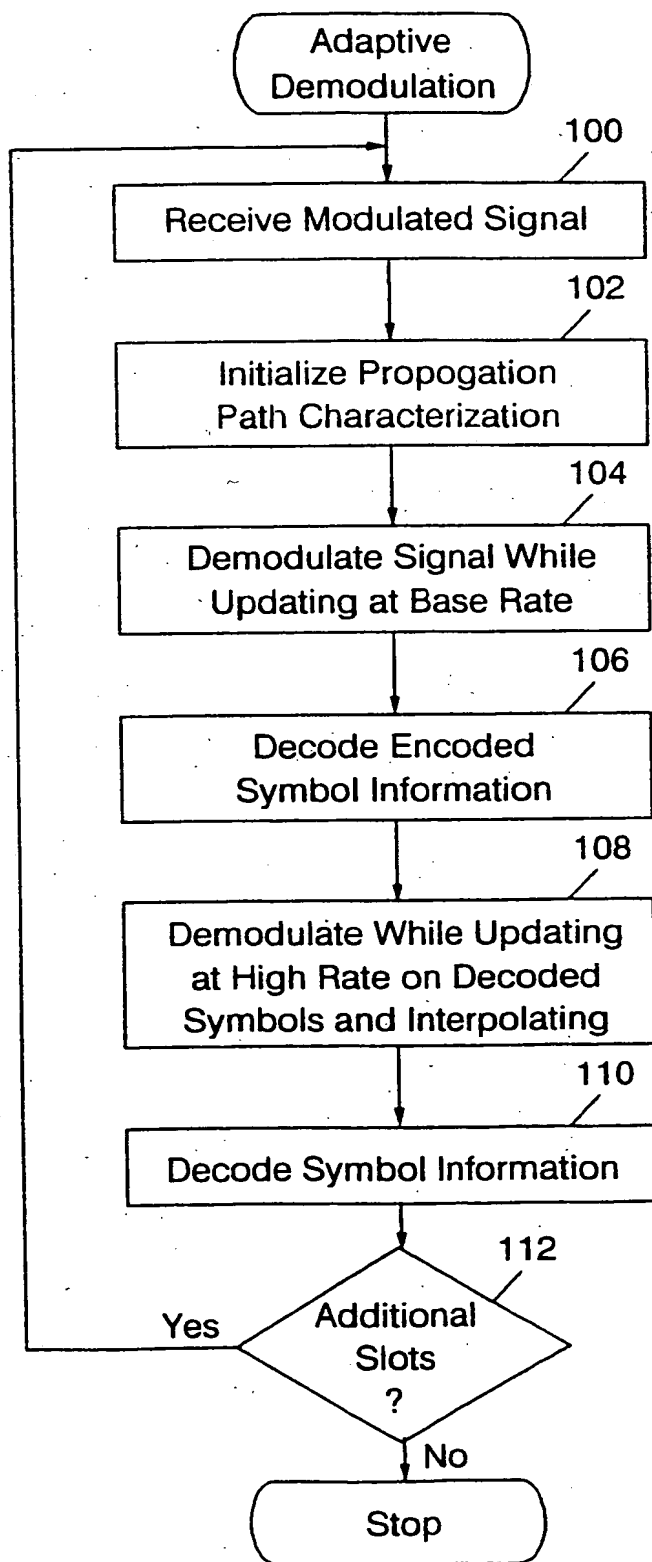 Adaptive
Demodulation
100
Receive Modulated Signal
102
Initialize Propogation
Path Characterization
104
Demodulate Signal While
Updating at Base Rate
106
Decode Encoded
Symbol Information
108
Demodulate While Updating
at High Rate on Decoded
Symbols and Interpolating
110
Decode Symbol Information
112
Yes
Additional
Slots
?
No
Stop